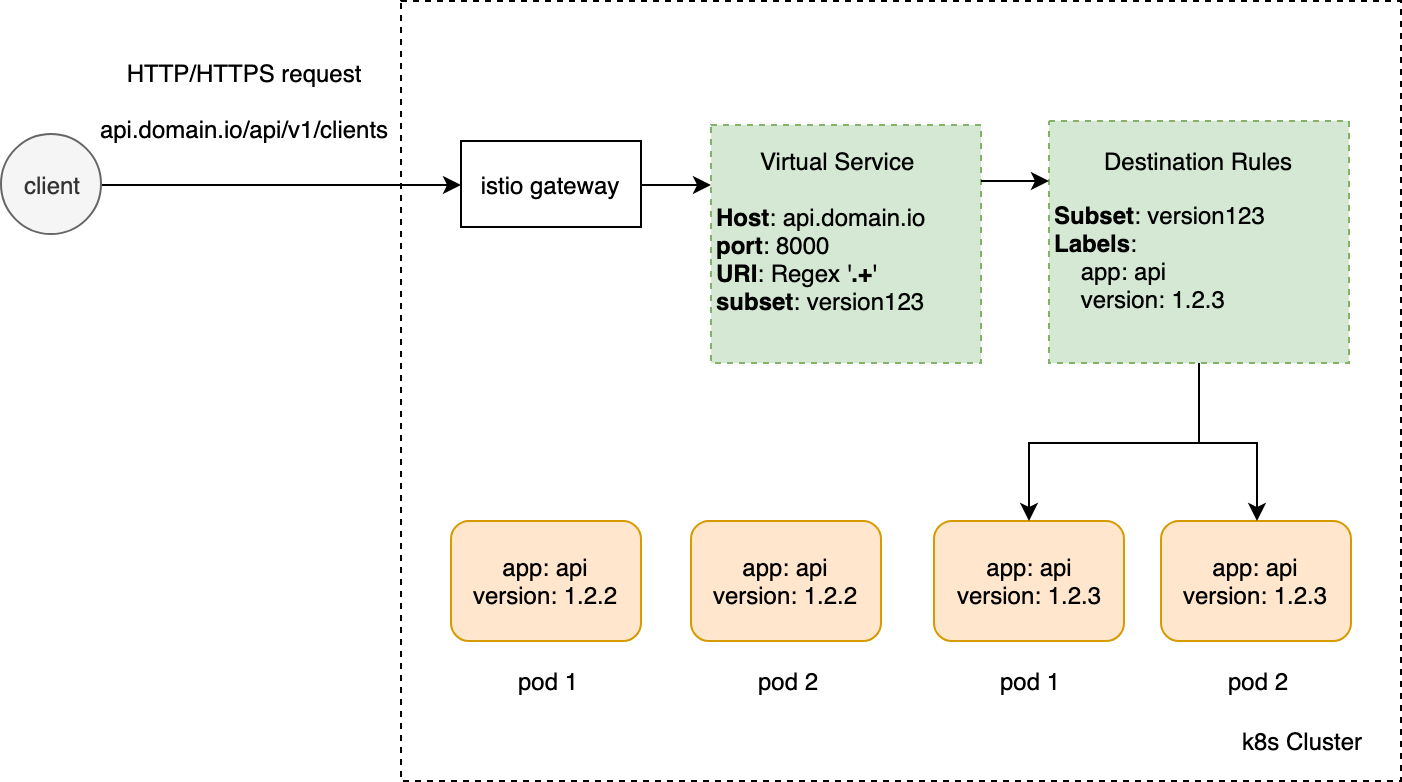 HTTP/HTTPS request
api.domain.io/api/v1/clients
client
istio gateway
Virtual Service
Host: api.domain.io
port: 8000
URI: Regex '.+'
subset: version123
Destination Rules
Subset: version123
Labels:
app: api
version: 1.2.3
app: api
version: 1.2.2
app: api
version: 1.2.2
app: api
version: 1.2.3
app: api
version: 1.2.3
pod 1
pod 2
pod 1
pod 2
k8s Cluster